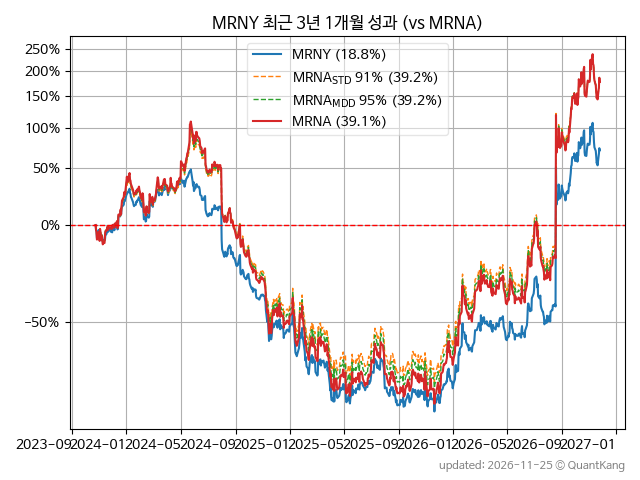 MRNY 최근 3년 1개월 성과 (vs MRNA)
MRNY (18.8%)
MRNA_STD 91% (39.2%)
MRNA_MDD 95% (39.2%)
MRNA (39.1%)
250%
200%
150%
100%
50%
0%
−50%
2023-09 2024-01 2024-05 2024-09 2025-01 2025-05 2025-09 2026-01 2026-05 2026-09 2027-01
updated: 2026-11-25 © QuantKang